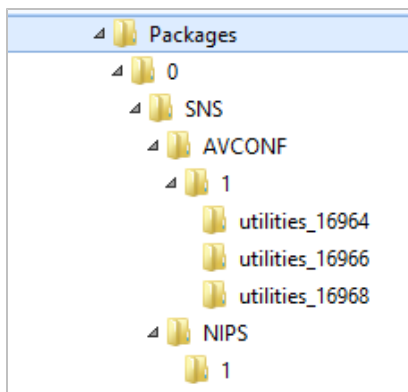 Packages
0
SNS
AVCONF
1
utilities_16964
utilities_16966
utilities_16968
NIPS
1